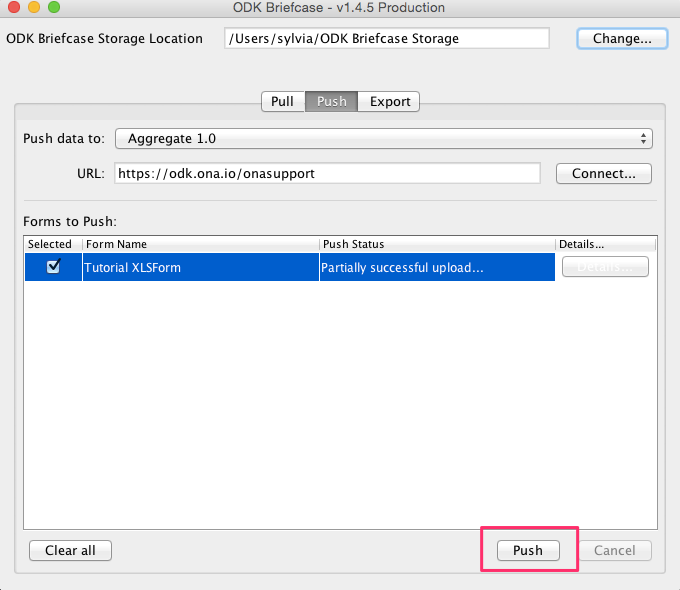 ODK Briefcase - v1.4.5 Production
ODK Briefcase Storage Location /Users/sylvia/ODK Briefcase Storage Change...
Pull Push Export
Push data to: Aggregate 1.0
URL: https://odk.ona.io/onasupport Connect...
Forms to Push:
Selected Form Name Push Status Details...
Tutorial XLSForm Partially successful upload... Details...
Clear all Push Cancel